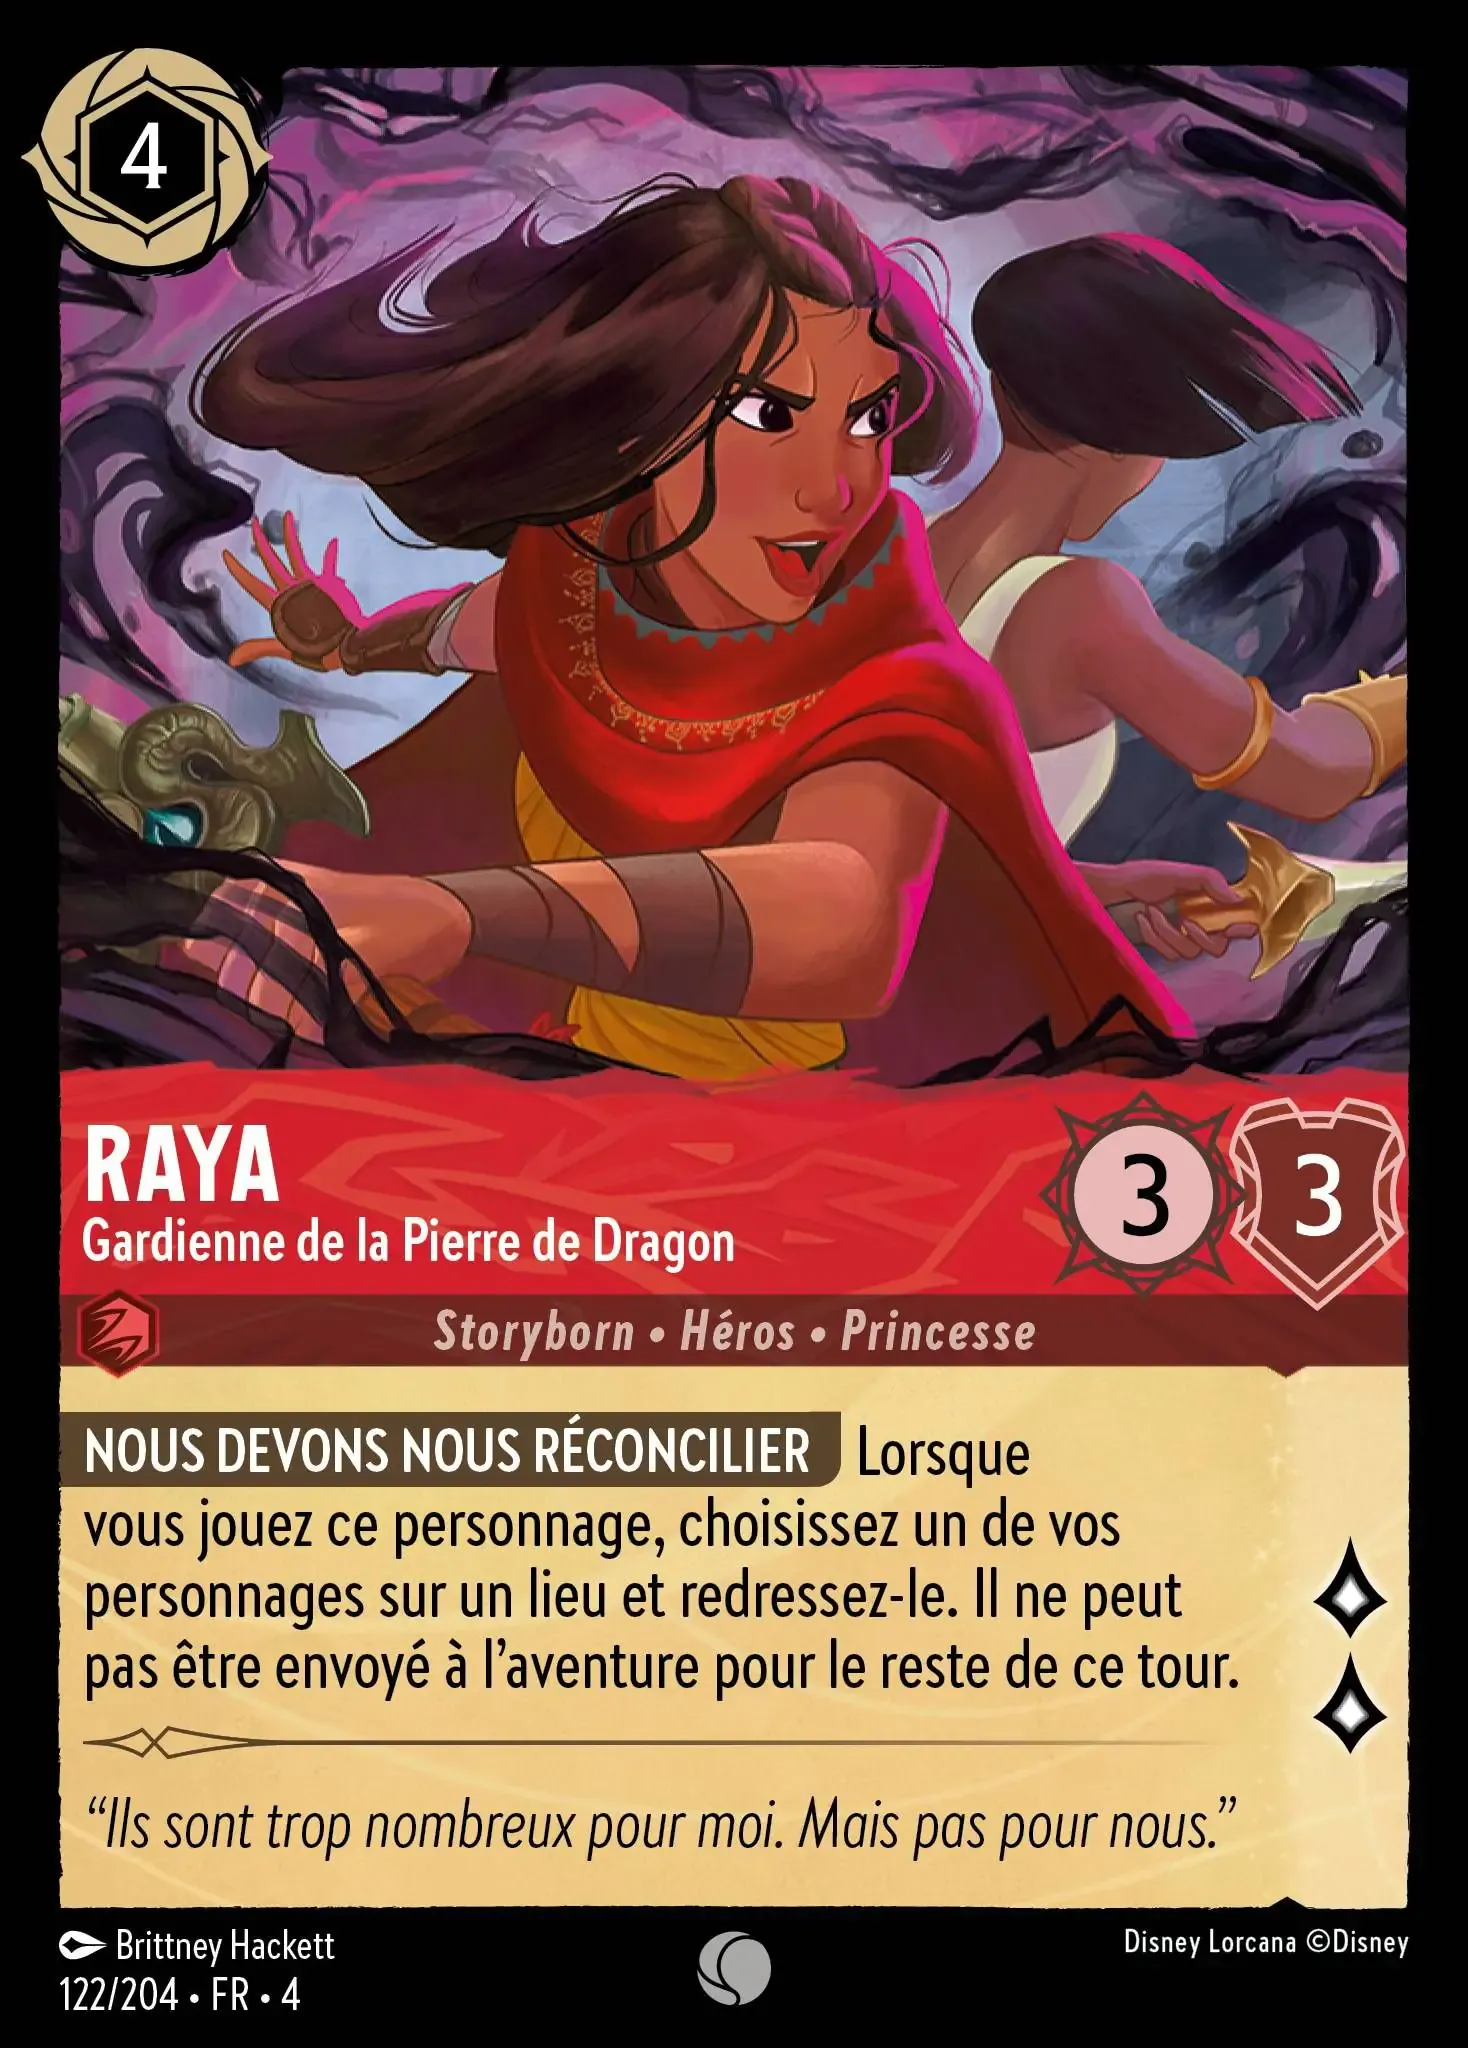 4
RAYA
Gardienne de la Pierre de Dragon
3
3
Storyborn • Héros • Princesse
NOUS DEVONS NOUS RÉCONCILIER Lorsque
vous jouez ce personnage, choisissez un de vos
personnages sur un lieu et redressez-le. Il ne peut
pas être envoyé à l’aventure pour le reste de ce tour.
“Ils sont trop nombreux pour moi. Mais pas pour nous.”
Brittney Hackett
Disney Lorcana ©Disney
122/204 • FR • 4